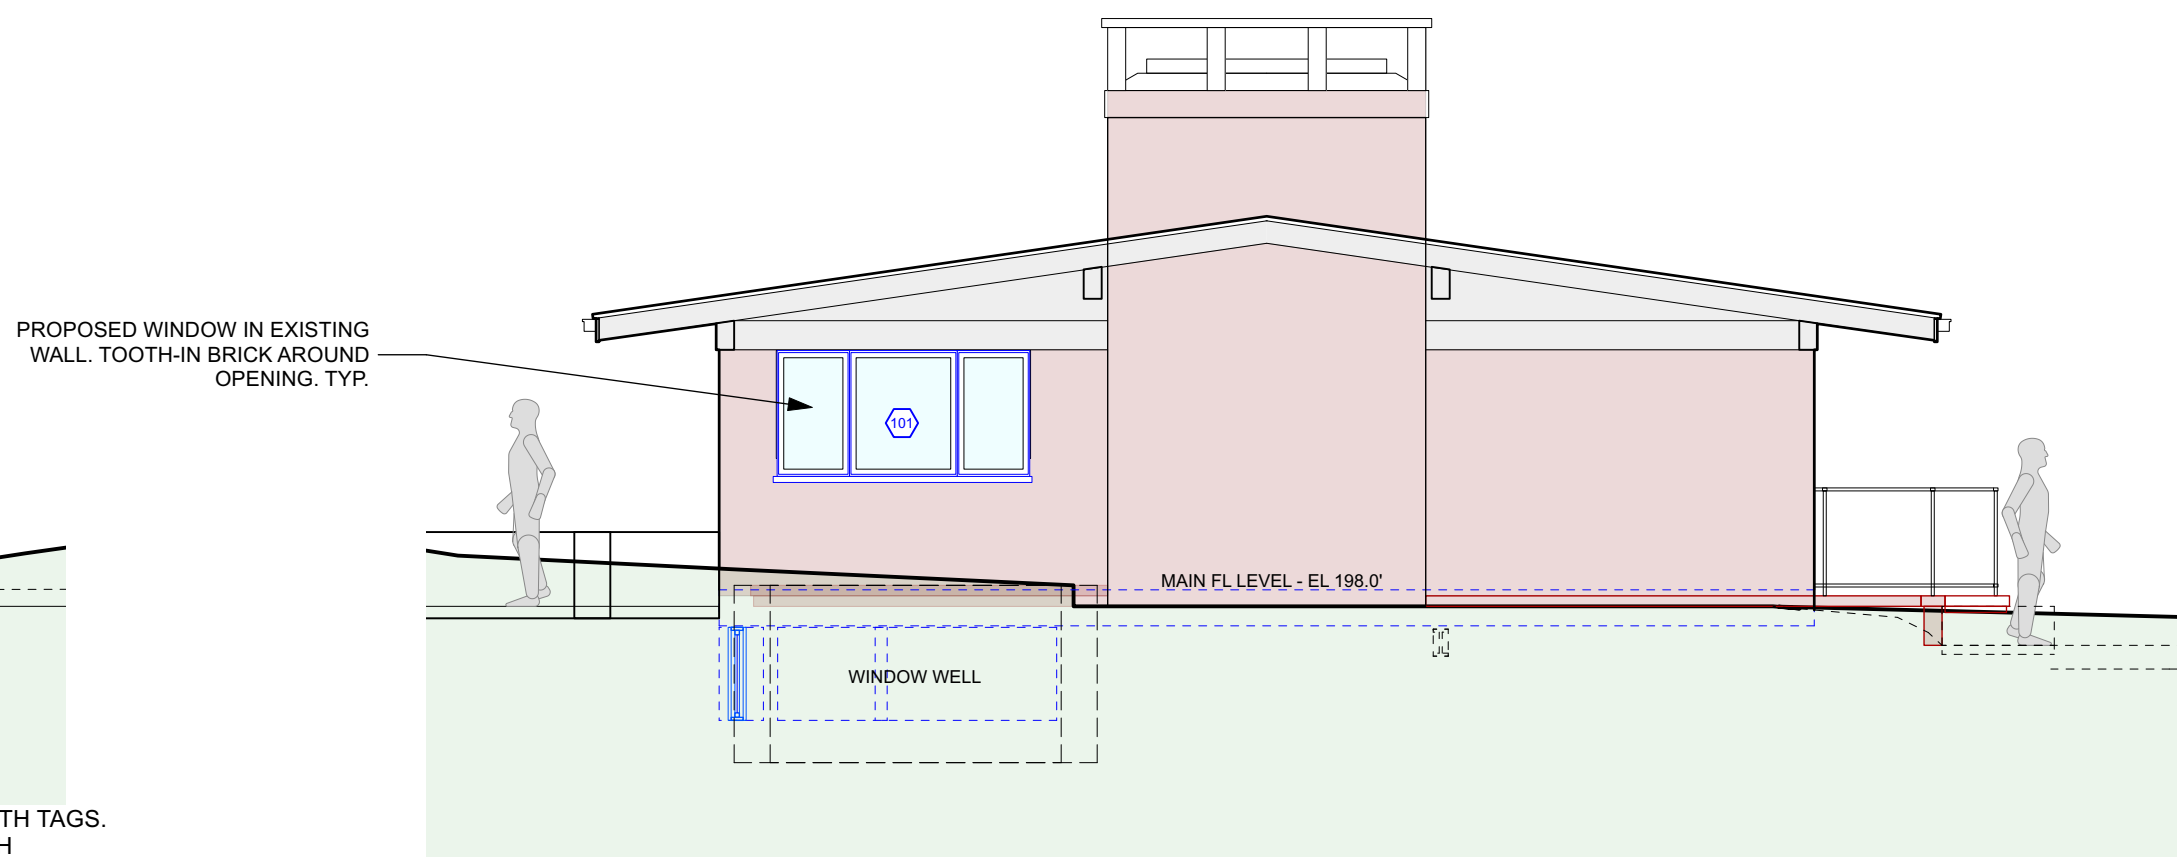 PROPOSED WINDOW IN EXISTING
WALL. TOOTH-IN BRICK AROUND
OPENING. TYP.
101
MAIN FL LEVEL - EL 198.0'
WINDOW WELL
TH TAGS.
H